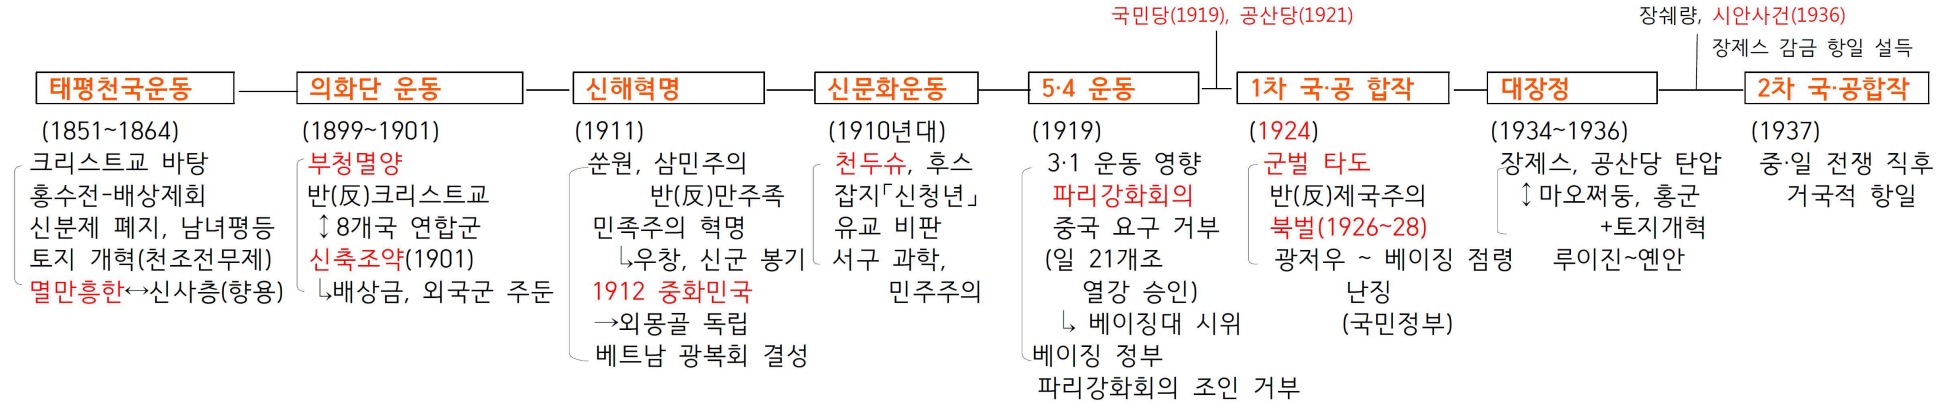 국민당(1919), 공산당(1921)
장쉐량, 시안사건(1936)
장제스 감금 항일 설득
태평천국운동
(1851~1864)
크리스트교 바탕
홍수전-배상제회
신분제 폐지, 남녀평등
토지 개혁(천조전무제)
멸만흥한↔신사층(향용)
의화단 운동
(1899~1901)
부청멸양
반(反)크리스트교
↕8개국 연합군
신축조약(1901)
↳배상금, 외국군 주둔
신해혁명
(1911)
쑨원, 삼민주의
반(反)만주족
민족주의 혁명
↳우창, 신군 봉기
1912 중화민국
→외몽골 독립
베트남 광복회 결성
신문화운동
(1910년대)
천두슈, 후스
잡지「신청년」
유교 비판
서구 과학,
민주주의
5·4 운동
(1919)
3·1 운동 영향
파리강화회의
중국 요구 거부
(일 21개조
열강 승인)
↳ 베이징대 시위
베이징 정부
파리강화회의 조인 거부
1차 국·공 합작
(1924)
군벌 타도
반(反)제국주의
북벌(1926~28)
광저우 ~ 베이징 점령
난징
(국민정부)
대장정
(1934~1936)
장제스, 공산당 탄압
↕마오쩌둥, 홍군
+토지개혁
루이진~옌안
2차 국·공합작
(1937)
중·일 전쟁 직후
거국적 항일